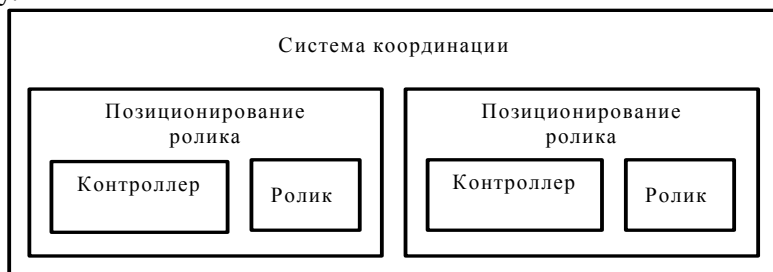 Система координации
Позиционирование
ролика
Контроллер
Ролик
Позиционирование
ролика
Контроллер
Ролик